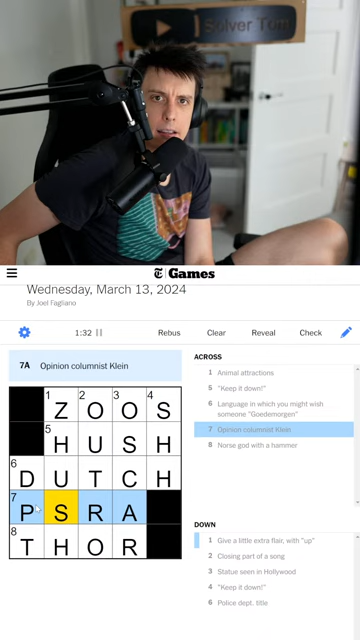 Solver Tom
NYT Games
Wednesday, March 13, 2024
By Joel Fagliano
1:32
Rebus
Clear
Reveal
Check
7A Opinion columnist Klein
1 Z 2 O 3 O 4 S
5 H U S H
6 D U T C H
7 P S R A
8 T H O R
ACROSS
1 Animal attractions
5 "Keep it down!"
6 Language in which you might wish
someone "Goedemorgen"
7 Opinion columnist Klein
8 Norse god with a hammer
DOWN
1 Give a little extra flair, with "up"
2 Closing part of a song
3 Statue seen in Hollywood
4 "Keep it down!"
6 Police dept. title